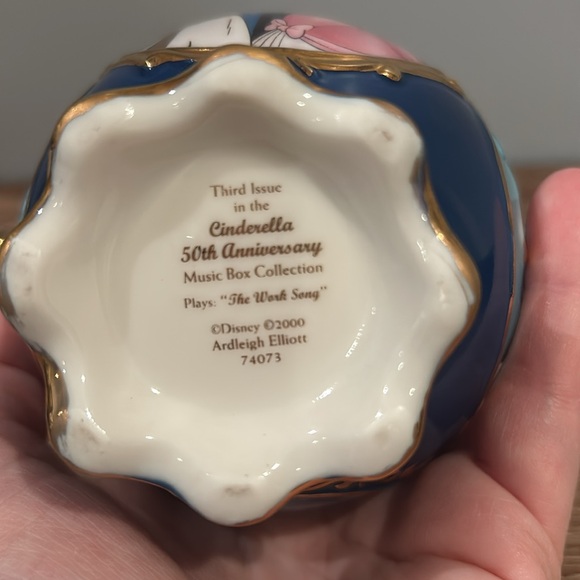 Third Issue
in the
Cinderella
50th Anniversary
Music Box Collection
Plays: "The Work Song"
©Disney ©2000
Ardleigh Elliott
74073